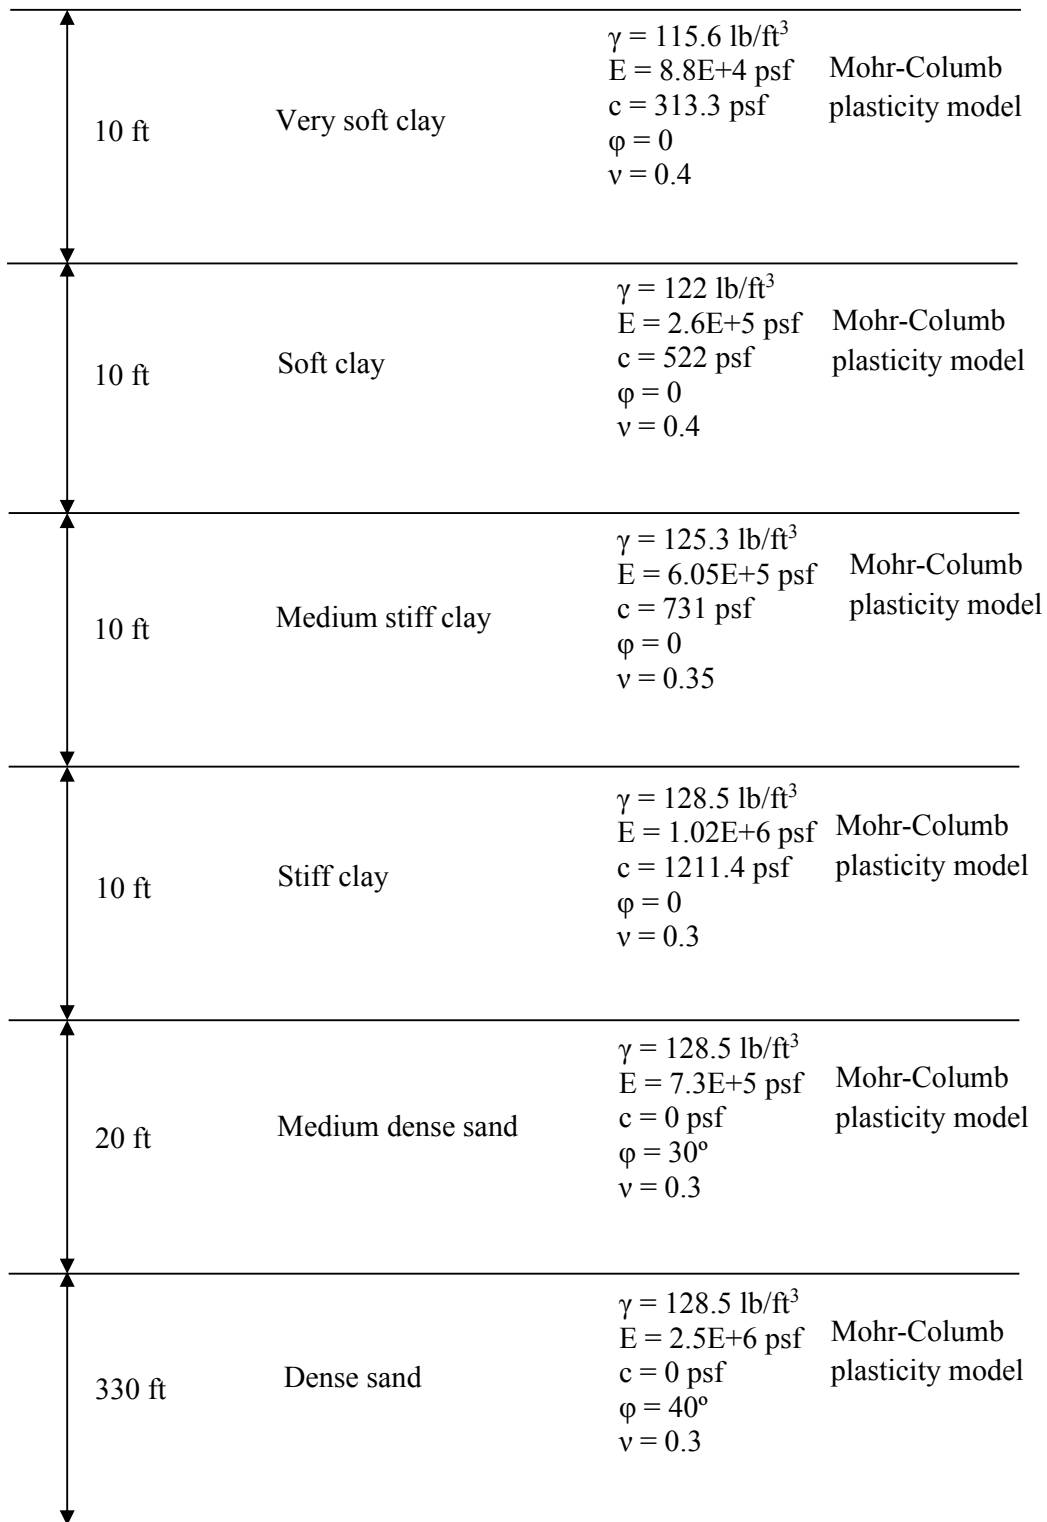 γ = 115.6 lb/ft³
E = 8.8E+4 psf
c = 313.3 psf
φ = 0
ν = 0.4
Mohr-Columb
plasticity model
10 ft
Very soft clay
γ = 122 lb/ft³
E = 2.6E+5 psf
c = 522 psf
φ = 0
ν = 0.4
Mohr-Columb
plasticity model
10 ft
Soft clay
γ = 125.3 lb/ft³
E = 6.05E+5 psf
c = 731 psf
φ = 0
ν = 0.35
Mohr-Columb
plasticity model
10 ft
Medium stiff clay
γ = 128.5 lb/ft³
E = 1.02E+6 psf
c = 1211.4 psf
φ = 0
ν = 0.3
Mohr-Columb
plasticity model
10 ft
Stiff clay
γ = 128.5 lb/ft³
E = 7.3E+5 psf
c = 0 psf
φ = 30º
ν = 0.3
Mohr-Columb
plasticity model
20 ft
Medium dense sand
γ = 128.5 lb/ft³
E = 2.5E+6 psf
c = 0 psf
φ = 40º
ν = 0.3
Mohr-Columb
plasticity model
330 ft
Dense sand